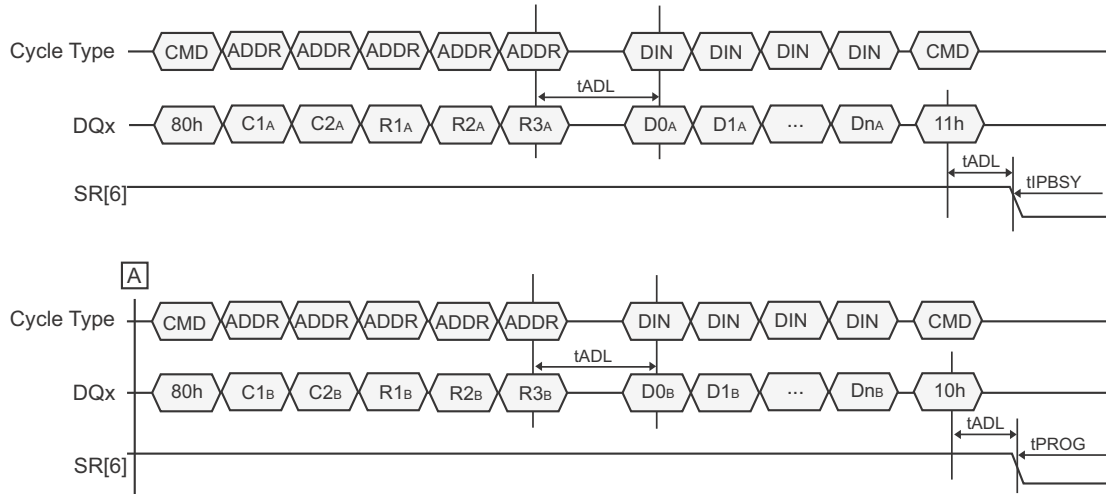 Cycle Type CMD ADDR ADDR ADDR ADDR ADDR DIN DIN DIN DIN CMD
tADL
DQx 80h C1A C2A R1A R2A R3A D0A D1A ... DnA 11h
tADL
SR[6] tIPBSY
A
Cycle Type CMD ADDR ADDR ADDR ADDR ADDR DIN DIN DIN DIN CMD
tADL
DQx 80h C1B C2B R1B R2B R3B D0B D1B ... DnB 10h
tADL
SR[6] tPROG